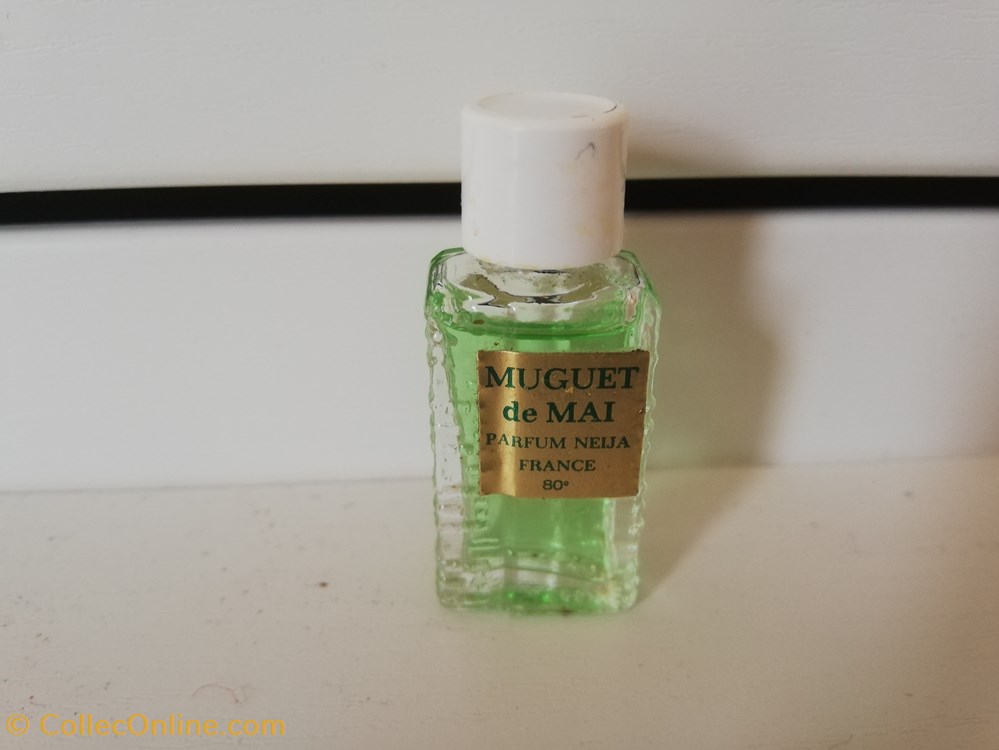 MUGUET
de MAI
PARFUM NEIJA
FRANCE
80°
© CollecOnline.com